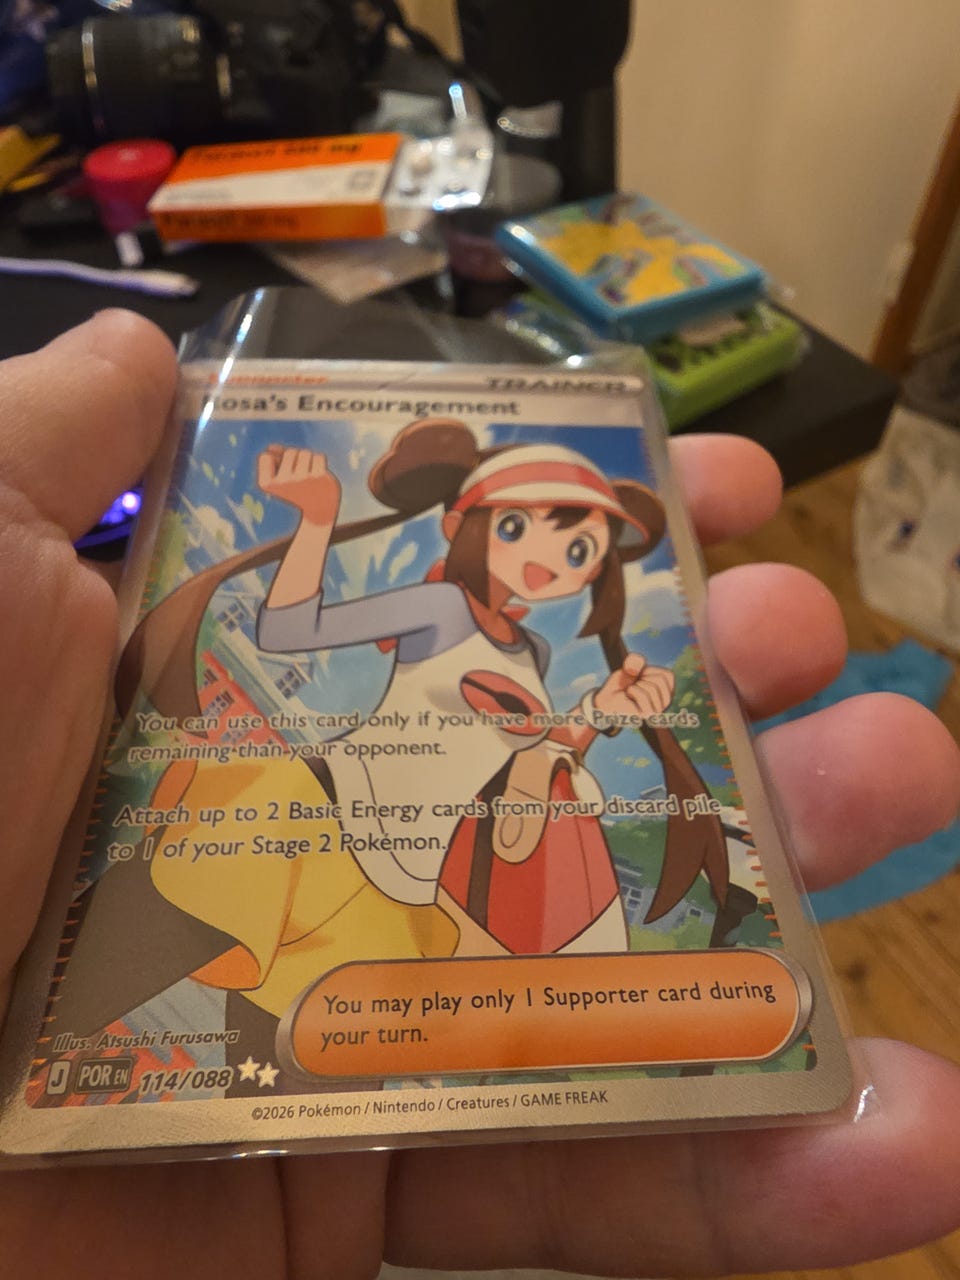 Supporter
TRAINER
Rosa's Encouragement
You can use this card only if you have more Prize cards
remaining than your opponent.
Attach up to 2 Basic Energy cards from your discard pile
to 1 of your Stage 2 Pokémon.
You may play only 1 Supporter card during
your turn.
Illus. Atsushi Furusawa
J POR EN 114/088
©2026 Pokémon / Nintendo / Creatures / GAME FREAK